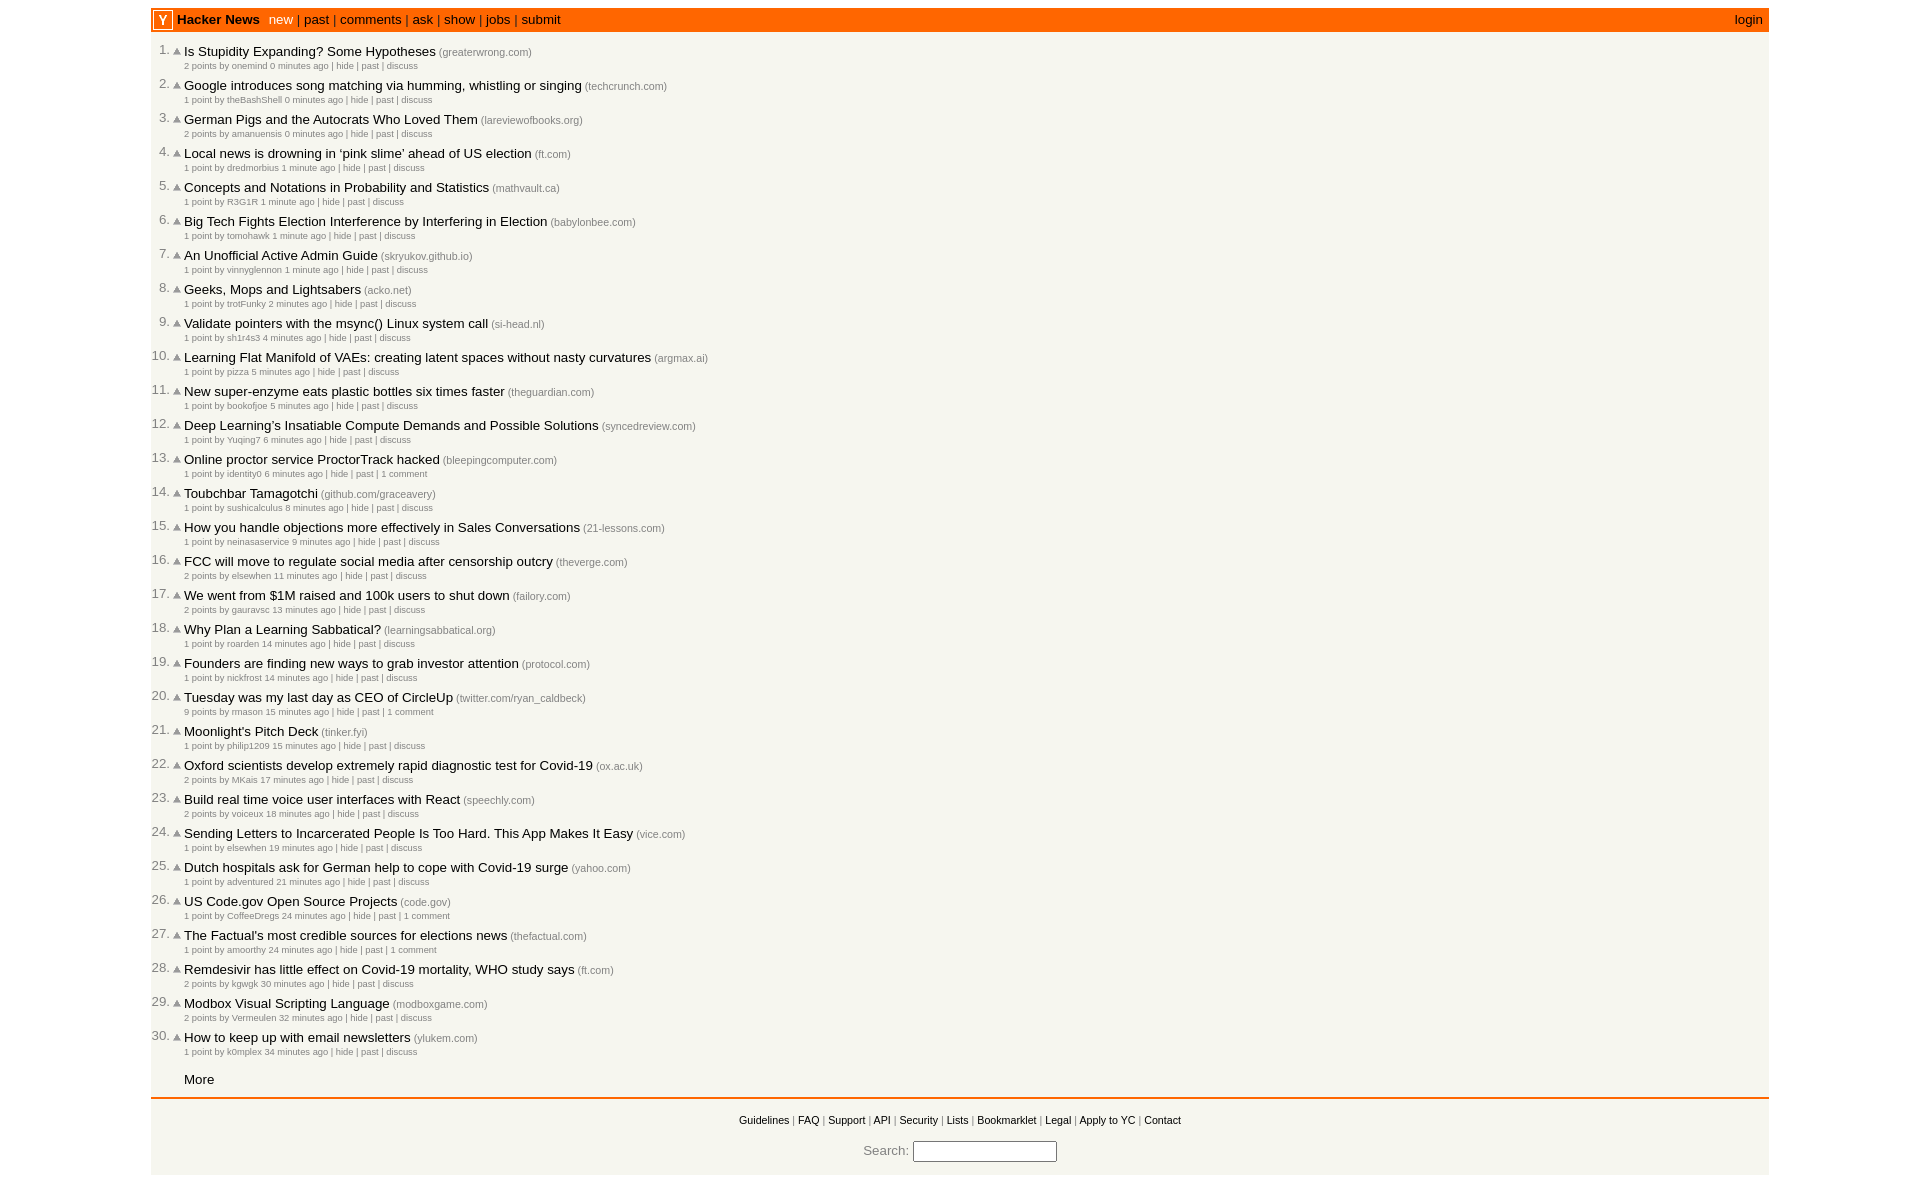 Y Hacker News new | past | comments | ask | show | jobs | submit login
1. Is Stupidity Expanding? Some Hypotheses (greaterwrong.com)
2 points by onemind 0 minutes ago | hide | past | discuss
2. Google introduces song matching via humming, whistling or singing (techcrunch.com)
1 point by theBashShell 0 minutes ago | hide | past | discuss
3. German Pigs and the Autocrats Who Loved Them (lareviewofbooks.org)
2 points by amanuensis 0 minutes ago | hide | past | discuss
4. Local news is drowning in ‘pink slime’ ahead of US election (ft.com)
1 point by dredmorbius 1 minute ago | hide | past | discuss
5. Concepts and Notations in Probability and Statistics (mathvault.ca)
1 point by R3G1R 1 minute ago | hide | past | discuss
6. Big Tech Fights Election Interference by Interfering in Election (babylonbee.com)
1 point by tomohawk 1 minute ago | hide | past | discuss
7. An Unofficial Active Admin Guide (skryukov.github.io)
1 point by vinnyglennon 1 minute ago | hide | past | discuss
8. Geeks, Mops and Lightsabers (acko.net)
1 point by trotFunky 2 minutes ago | hide | past | discuss
9. Validate pointers with the msync() Linux system call (si-head.nl)
1 point by sh1r4s3 4 minutes ago | hide | past | discuss
10. Learning Flat Manifold of VAEs: creating latent spaces without nasty curvatures (argmax.ai)
1 point by pizza 5 minutes ago | hide | past | discuss
11. New super-enzyme eats plastic bottles six times faster (theguardian.com)
1 point by bookofjoe 5 minutes ago | hide | past | discuss
12. Deep Learning’s Insatiable Compute Demands and Possible Solutions (syncedreview.com)
1 point by Yuqing7 6 minutes ago | hide | past | discuss
13. Online proctor service ProctorTrack hacked (bleepingcomputer.com)
1 point by identity0 6 minutes ago | hide | past | 1 comment
14. Toubchbar Tamagotchi (github.com/graceavery)
1 point by sushicalculus 8 minutes ago | hide | past | discuss
15. How you handle objections more effectively in Sales Conversations (21-lessons.com)
1 point by neinasaservice 9 minutes ago | hide | past | discuss
16. FCC will move to regulate social media after censorship outcry (theverge.com)
2 points by elsewhen 11 minutes ago | hide | past | discuss
17. We went from $1M raised and 100k users to shut down (failory.com)
2 points by gauravsc 13 minutes ago | hide | past | discuss
18. Why Plan a Learning Sabbatical? (learningsabbatical.org)
1 point by roarden 14 minutes ago | hide | past | discuss
19. Founders are finding new ways to grab investor attention (protocol.com)
1 point by nickfrost 14 minutes ago | hide | past | discuss
20. Tuesday was my last day as CEO of CircleUp (twitter.com/ryan_caldbeck)
9 points by rmason 15 minutes ago | hide | past | 1 comment
21. Moonlight's Pitch Deck (tinker.fyi)
1 point by philip1209 15 minutes ago | hide | past | discuss
22. Oxford scientists develop extremely rapid diagnostic test for Covid-19 (ox.ac.uk)
2 points by MKais 17 minutes ago | hide | past | discuss
23. Build real time voice user interfaces with React (speechly.com)
2 points by voiceux 18 minutes ago | hide | past | discuss
24. Sending Letters to Incarcerated People Is Too Hard. This App Makes It Easy (vice.com)
1 point by elsewhen 19 minutes ago | hide | past | discuss
25. Dutch hospitals ask for German help to cope with Covid-19 surge (yahoo.com)
1 point by adventured 21 minutes ago | hide | past | discuss
26. US Code.gov Open Source Projects (code.gov)
1 point by CoffeeDregs 24 minutes ago | hide | past | 1 comment
27. The Factual's most credible sources for elections news (thefactual.com)
1 point by amoorthy 24 minutes ago | hide | past | 1 comment
28. Remdesivir has little effect on Covid-19 mortality, WHO study says (ft.com)
2 points by kgwgk 30 minutes ago | hide | past | discuss
29. Modbox Visual Scripting Language (modboxgame.com)
2 points by Vermeulen 32 minutes ago | hide | past | discuss
30. How to keep up with email newsletters (ylukem.com)
1 point by k0mplex 34 minutes ago | hide | past | discuss
More
Guidelines | FAQ | Support | API | Security | Lists | Bookmarklet | Legal | Apply to YC | Contact
Search: